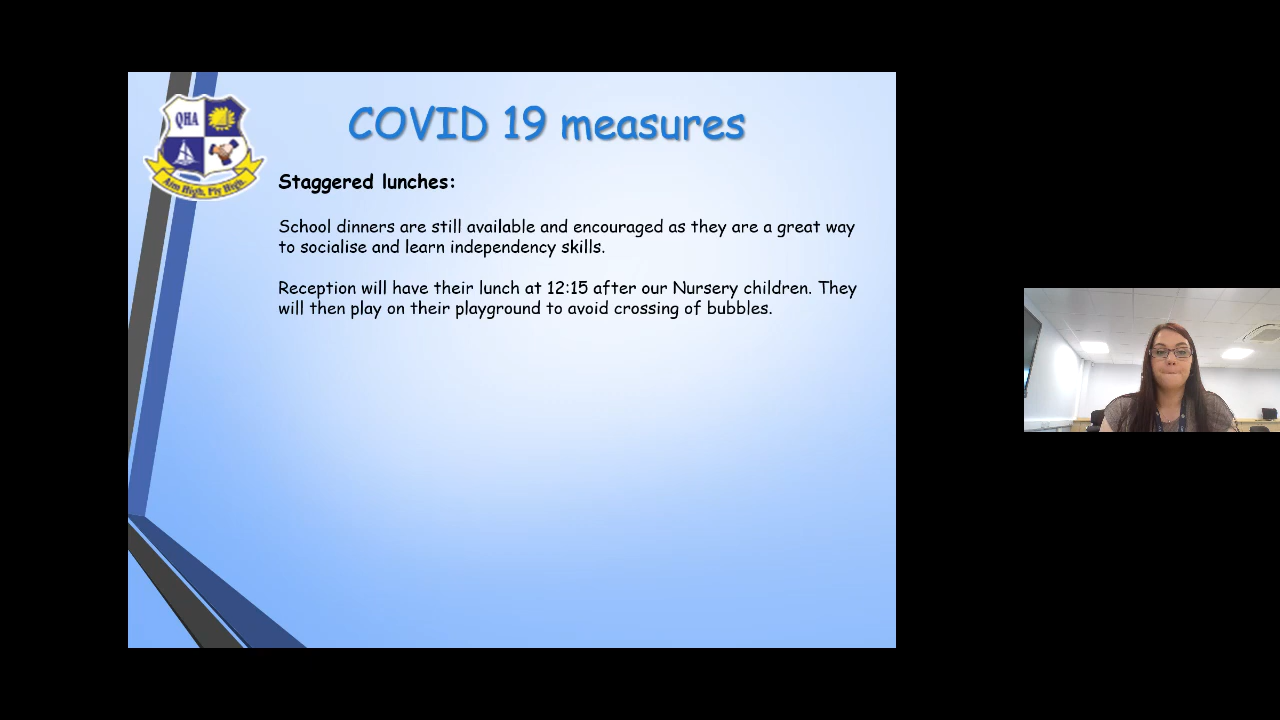 QHA
Aim High, Fly High
COVID 19 measures
Staggered lunches:
School dinners are still available and encouraged as they are a great way
to socialise and learn independency skills.
Reception will have their lunch at 12:15 after our Nursery children. They
will then play on their playground to avoid crossing of bubbles.